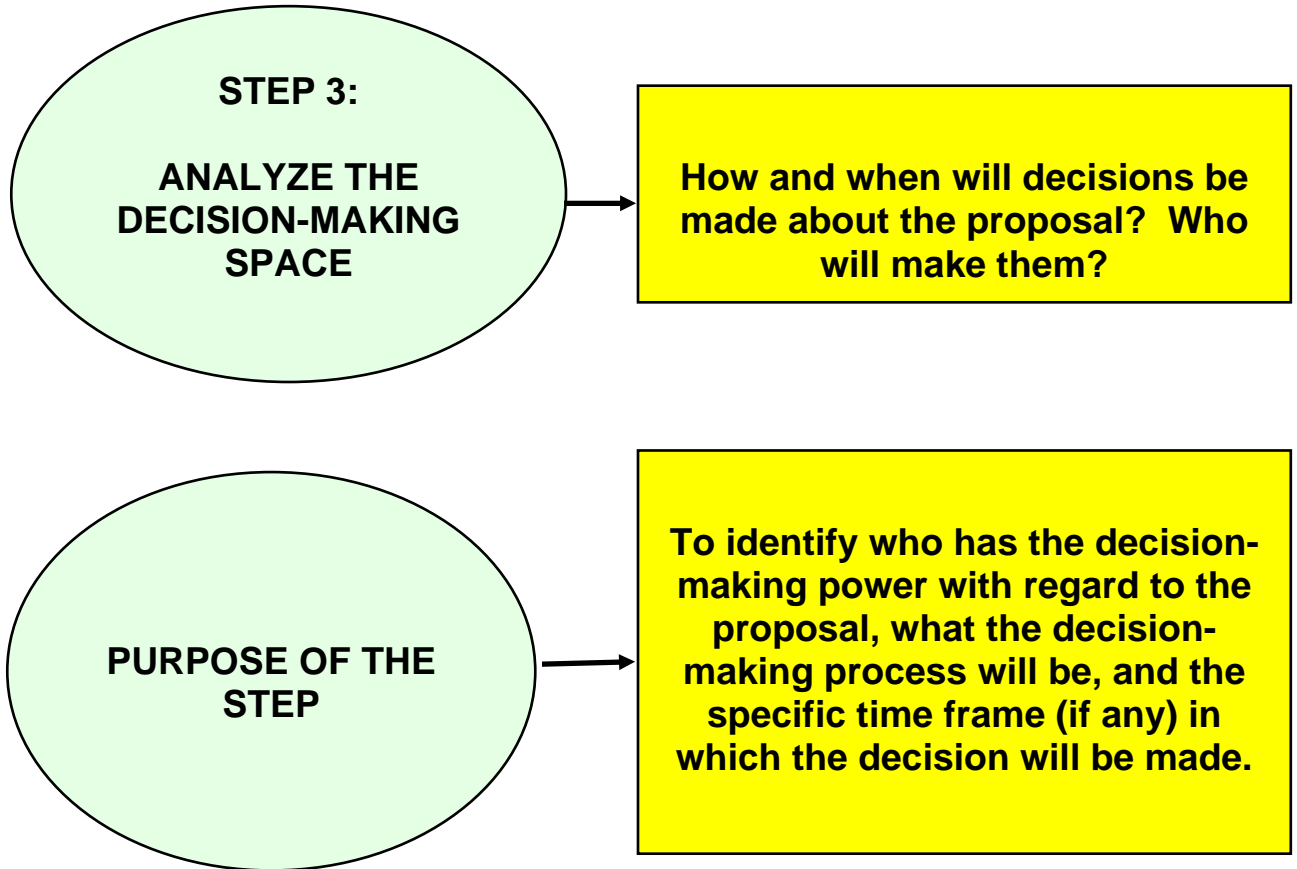 STEP 3:
ANALYZE THE
DECISION-MAKING
SPACE
How and when will decisions be
made about the proposal?  Who
will make them?
PURPOSE OF THE
STEP
To identify who has the decision-
making power with regard to the
proposal, what the decision-
making process will be, and the
specific time frame (if any) in
which the decision will be made.